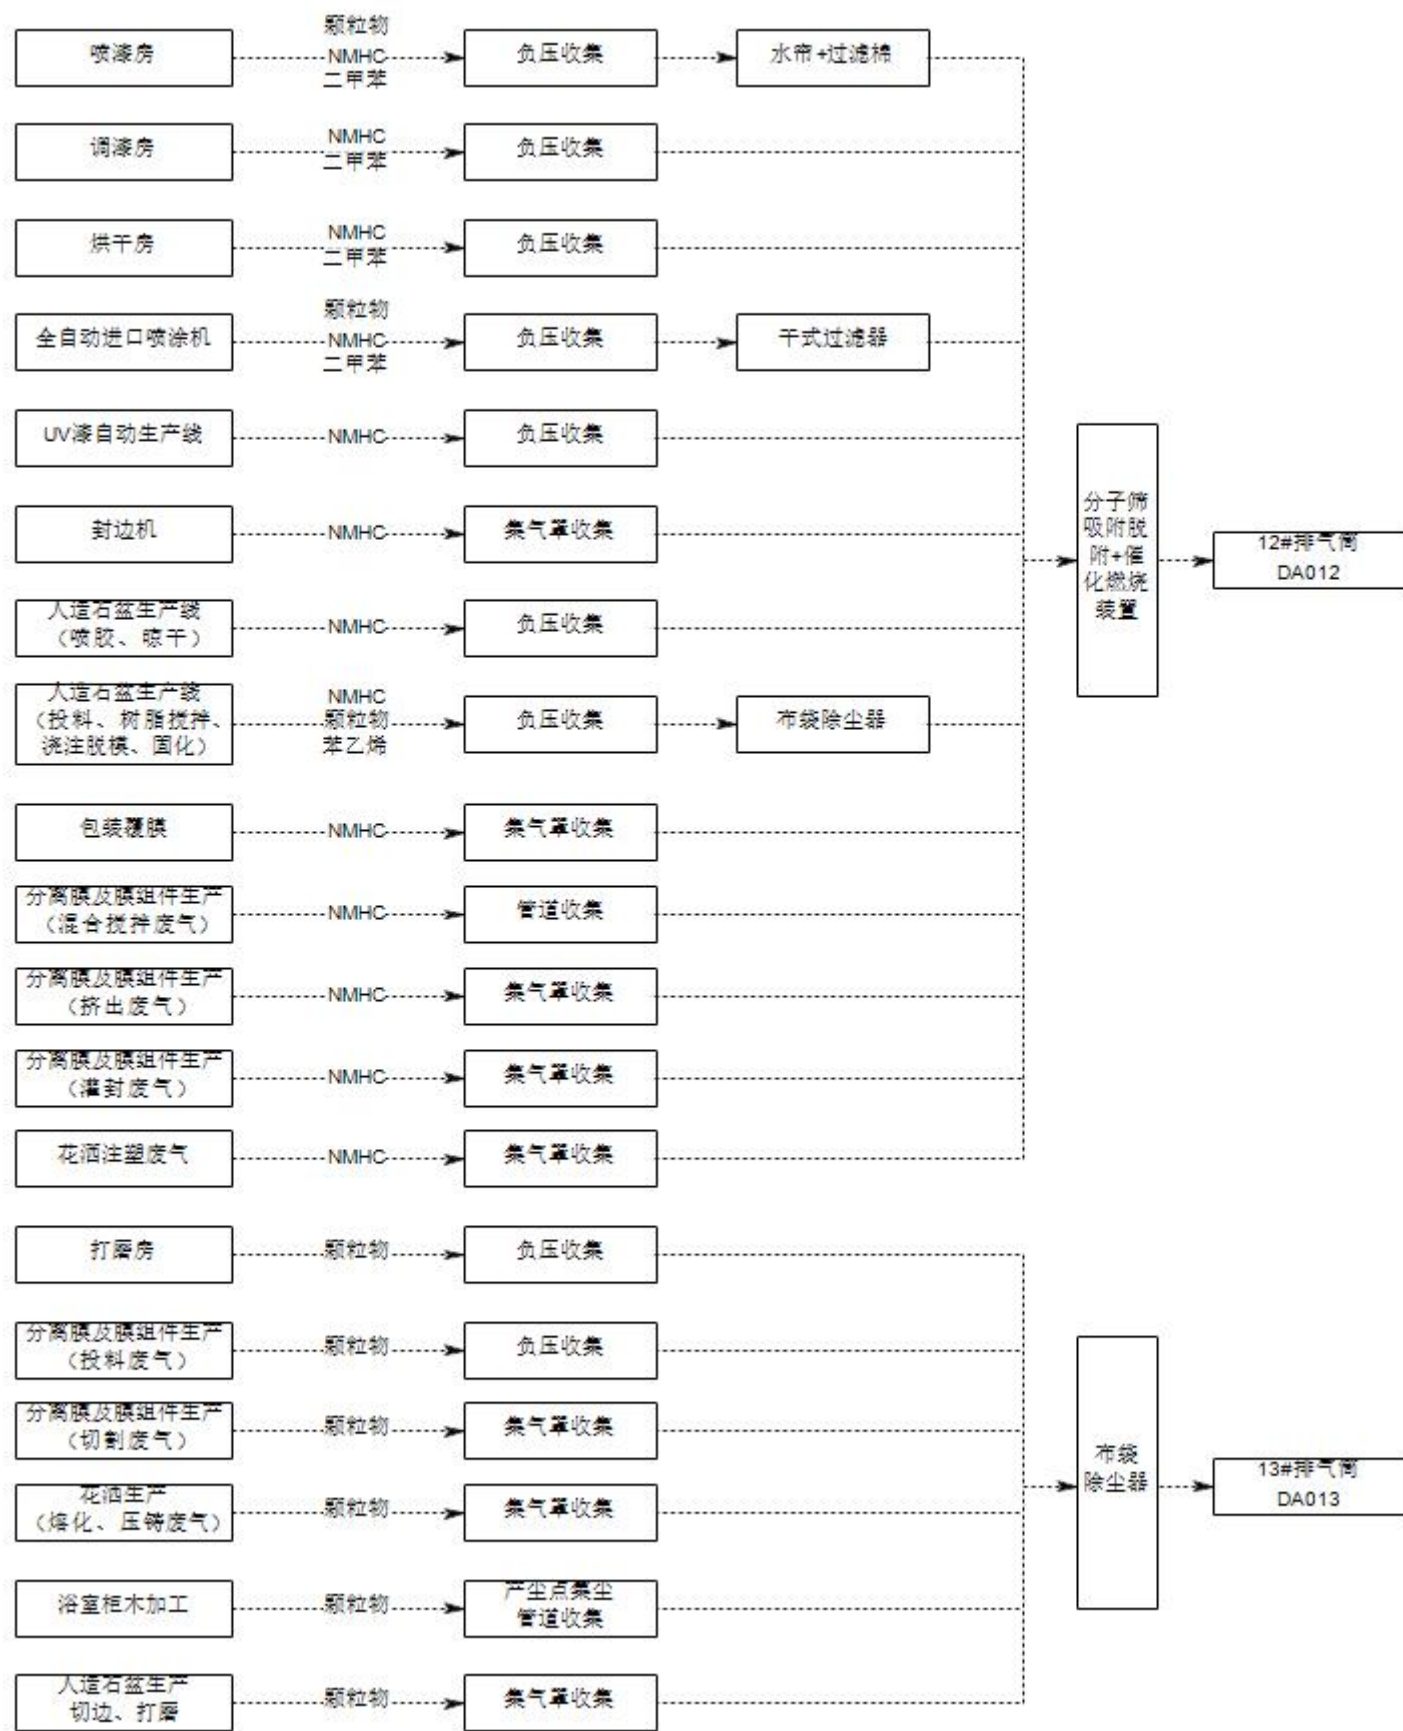 喷漆房
颗粒物
NMHC
二甲苯
负压收集
水帘+过滤棉
调漆房
NMHC
二甲苯
负压收集
烘干房
NMHC
二甲苯
负压收集
全自动进口喷涂机
颗粒物
NMHC
二甲苯
负压收集
干式过滤器
UV漆自动生产线
NMHC
负压收集
封边机
NMHC
集气罩收集
人造石盆生产线
（喷胶、晾干）
NMHC
负压收集
人造石盆生产线
（投料、树脂搅拌、
浇注脱模、固化）
NMHC
颗粒物
苯乙烯
负压收集
布袋除尘器
包装覆膜
NMHC
集气罩收集
分离膜及膜组件生产
（混合搅拌废气）
NMHC
管道收集
分离膜及膜组件生产
（挤出废气）
NMHC
集气罩收集
分离膜及膜组件生产
（灌封废气）
NMHC
集气罩收集
花洒注塑废气
NMHC
集气罩收集
分子筛
吸附脱
附+催
化燃烧
装置
12#排气筒
DA012
打磨房
颗粒物
负压收集
分离膜及膜组件生产
（投料废气）
颗粒物
负压收集
分离膜及膜组件生产
（切割废气）
颗粒物
集气罩收集
花洒生产
（熔化、压铸废气）
颗粒物
集气罩收集
浴室柜木加工
颗粒物
产尘点集尘
管道收集
人造石盆生产
切边、打磨
颗粒物
集气罩收集
布袋
除尘器
13#排气筒
DA013